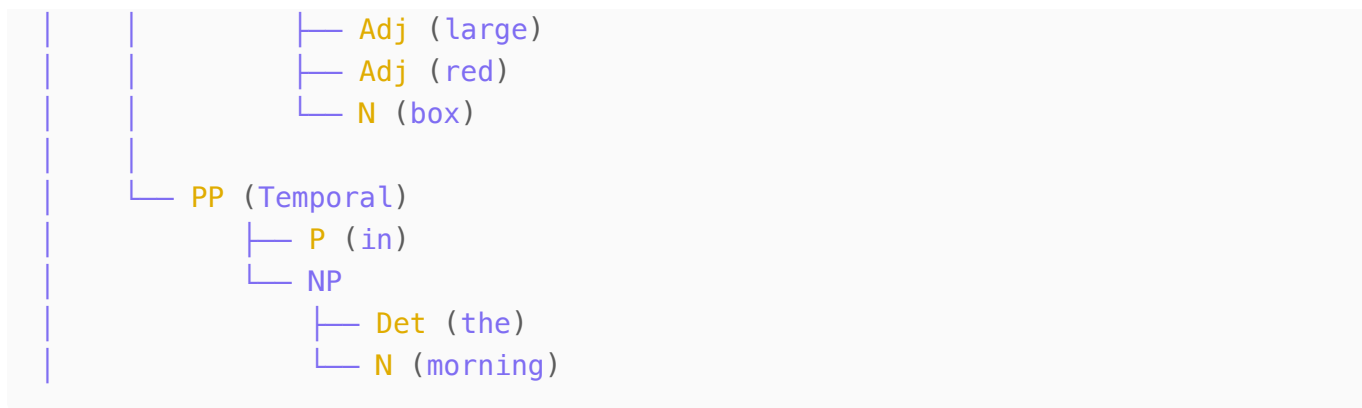 │    │         ├── Adj (large)
│    │         ├── Adj (red)
│    │         └── N (box)
│    │
│    └── PP (Temporal)
│         ├── P (in)
│         └── NP
│              ├── Det (the)
│              └── N (morning)